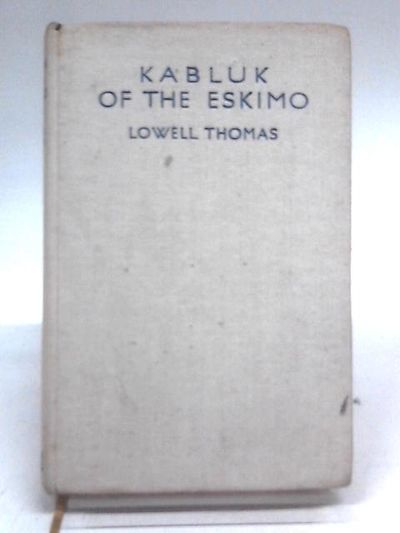 KABLUK
OF THE ESKIMO
LOWELL THOMAS